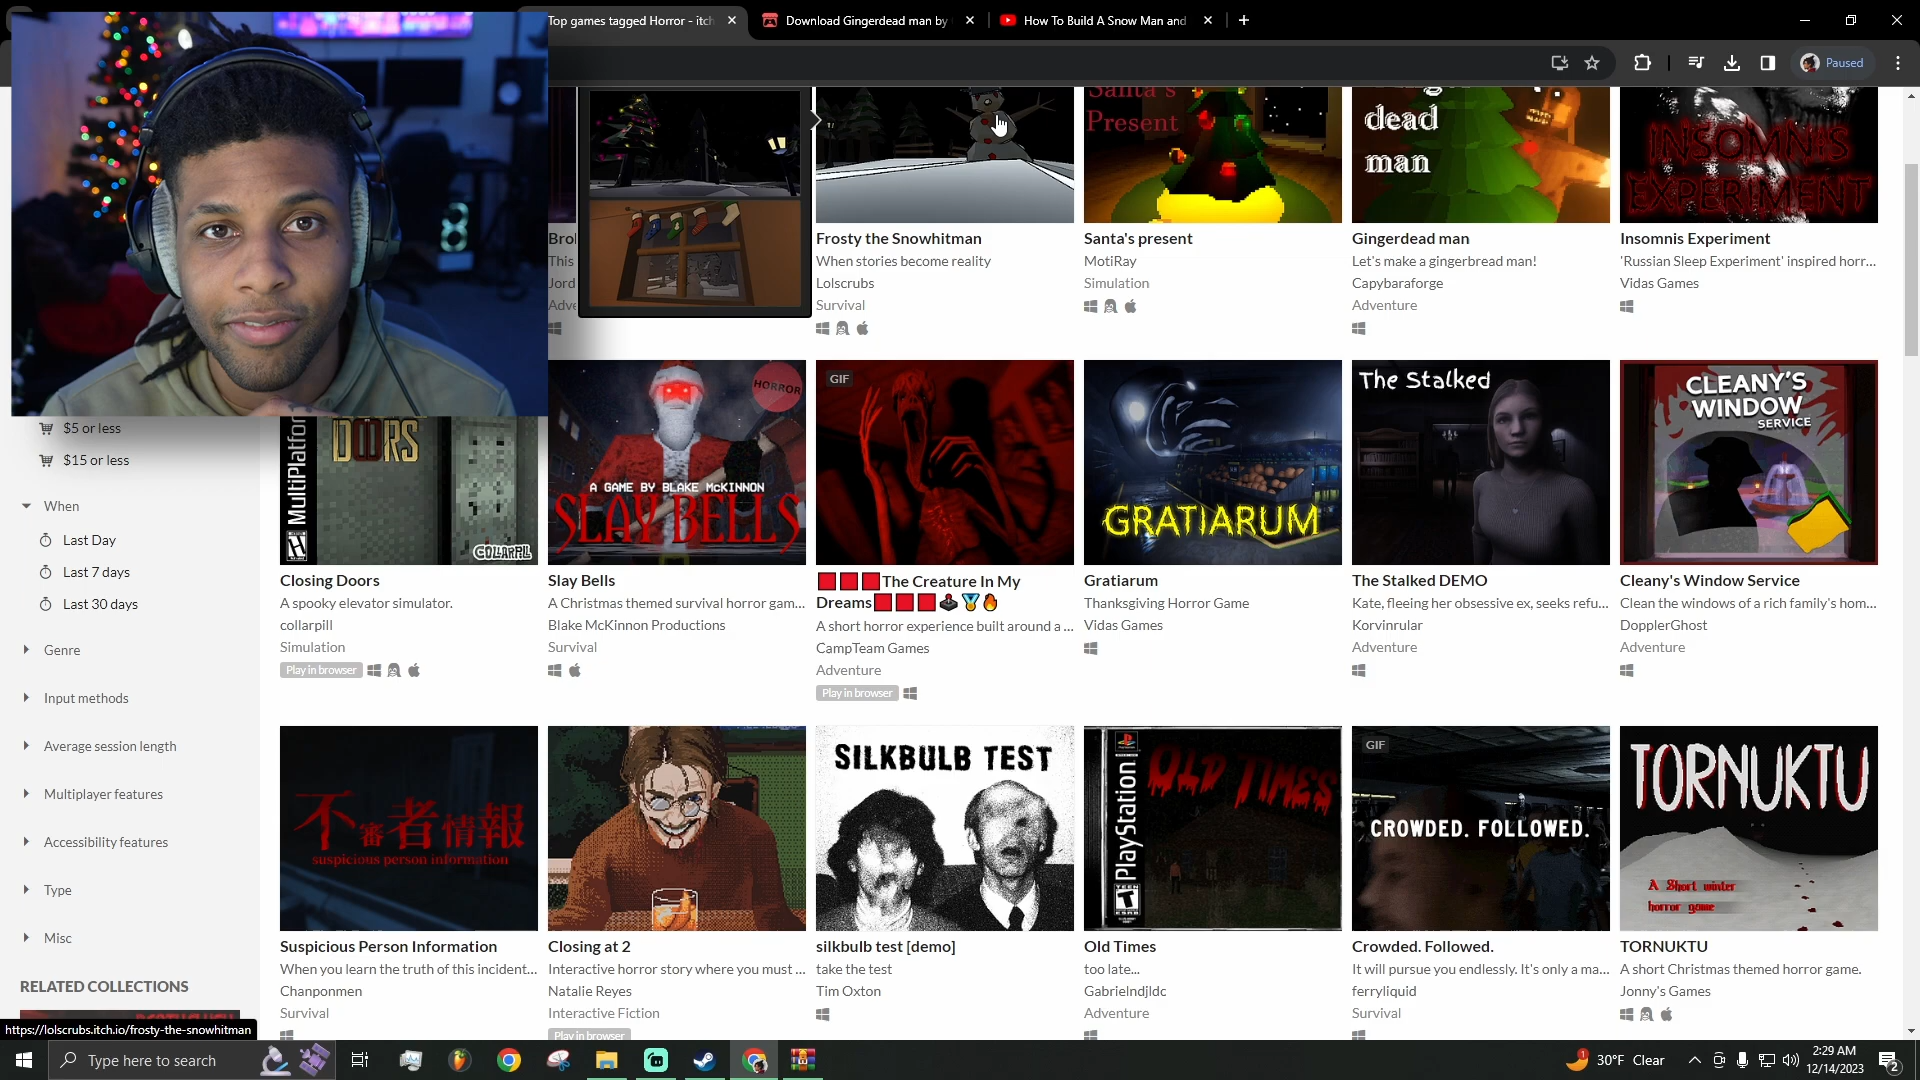 Top games tagged Horror - itch
Download Gingerdead man by
How To Build A Snow Man and
Paused
Santa's
Present
dead
man
INSOMNIS
EXPERIMENT
Frosty the Snowhitman
When stories become reality
Lolscrubs
Survival
Santa's present
MotiRay
Simulation
Gingerdead man
Let's make a gingerbread man!
Capybaraforge
Adventure
Insomnis Experiment
'Russian Sleep Experiment' inspired horr...
Vidas Games
This
$5 or less
$15 or less
When
Last Day
Last 7 days
Last 30 days
Genre
Input methods
Average session length
Multiplayer features
Accessibility features
Type
Misc
RELATED COLLECTIONS
DOORS
COLLARPILL
HORROR
A GAME BY BLAKE McKINNON
SLAY BELLS
GIF
GRATIARUM
The Stalked
CLEANY'S
WINDOW
SERVICE
Closing Doors
A spooky elevator simulator.
collarpill
Simulation
Play in browser
Slay Bells
A Christmas themed survival horror gam...
Blake McKinnon Productions
Survival
🟥🟥🟥The Creature In My
Dreams🟥🟥🟥🕹️🏅🔥
A short horror experience built around a ...
CampTeam Games
Adventure
Play in browser
Gratiarum
Thanksgiving Horror Game
Vidas Games
The Stalked DEMO
Kate, fleeing her obsessive ex, seeks refu...
Korvinrular
Adventure
Cleany's Window Service
Clean the windows of a rich family's hom...
DopplerGhost
Adventure
不審者情報
suspicious person information
SILKBULB TEST
PlayStation
OLD TIMES
TEEN
GIF
CROWDED. FOLLOWED.
TORNUKTU
A Short winter
horror game
Suspicious Person Information
When you learn the truth of this incident...
Chanponmen
Survival
Closing at 2
Interactive horror story where you must ...
Natalie Reyes
Interactive Fiction
Play in browser
silkbulb test [demo]
take the test
Tim Oxton
Old Times
too late...
Gabrielndjldc
Adventure
Crowded. Followed.
It will pursue you endlessly. It's only a ma...
ferryliquid
Survival
TORNUKTU
A short Christmas themed horror game.
Jonny's Games
https://lolscrubs.itch.io/frosty-the-snowhitman
Type here to search
30°F Clear
2:29 AM
12/14/2023
2